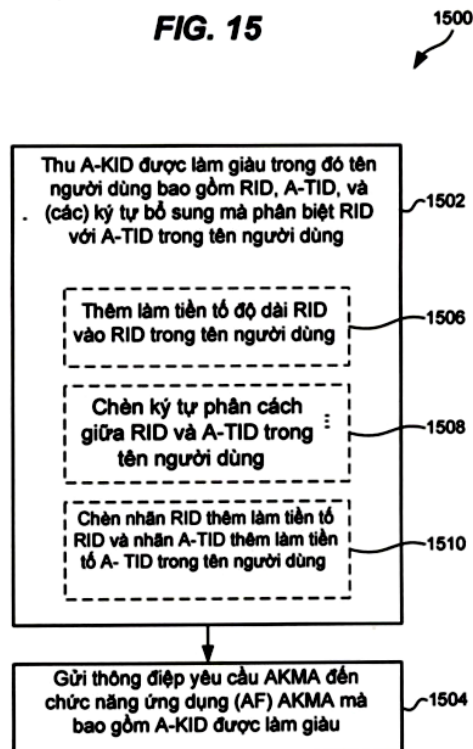 FIG. 15
1500
Thu A-KID được làm giàu trong đó tên
người dùng bao gồm RID, A-TID, và
(các) ký tự bổ sung mà phân biệt RID
với A-TID trong tên người dùng
1502
Thêm làm tiền tố độ dài RID
vào RID trong tên người dùng
1506
Chèn ký tự phân cách
giữa RID và A-TID trong
tên người dùng
1508
Chèn nhãn RID thêm làm tiền tố
RID và nhãn A-TID thêm làm tiền
tố A- TID trong tên người dùng
1510
Gửi thông điệp yêu cầu AKMA đến
chức năng ứng dụng (AF) AKMA mà
bao gồm A-KID được làm giàu
1504